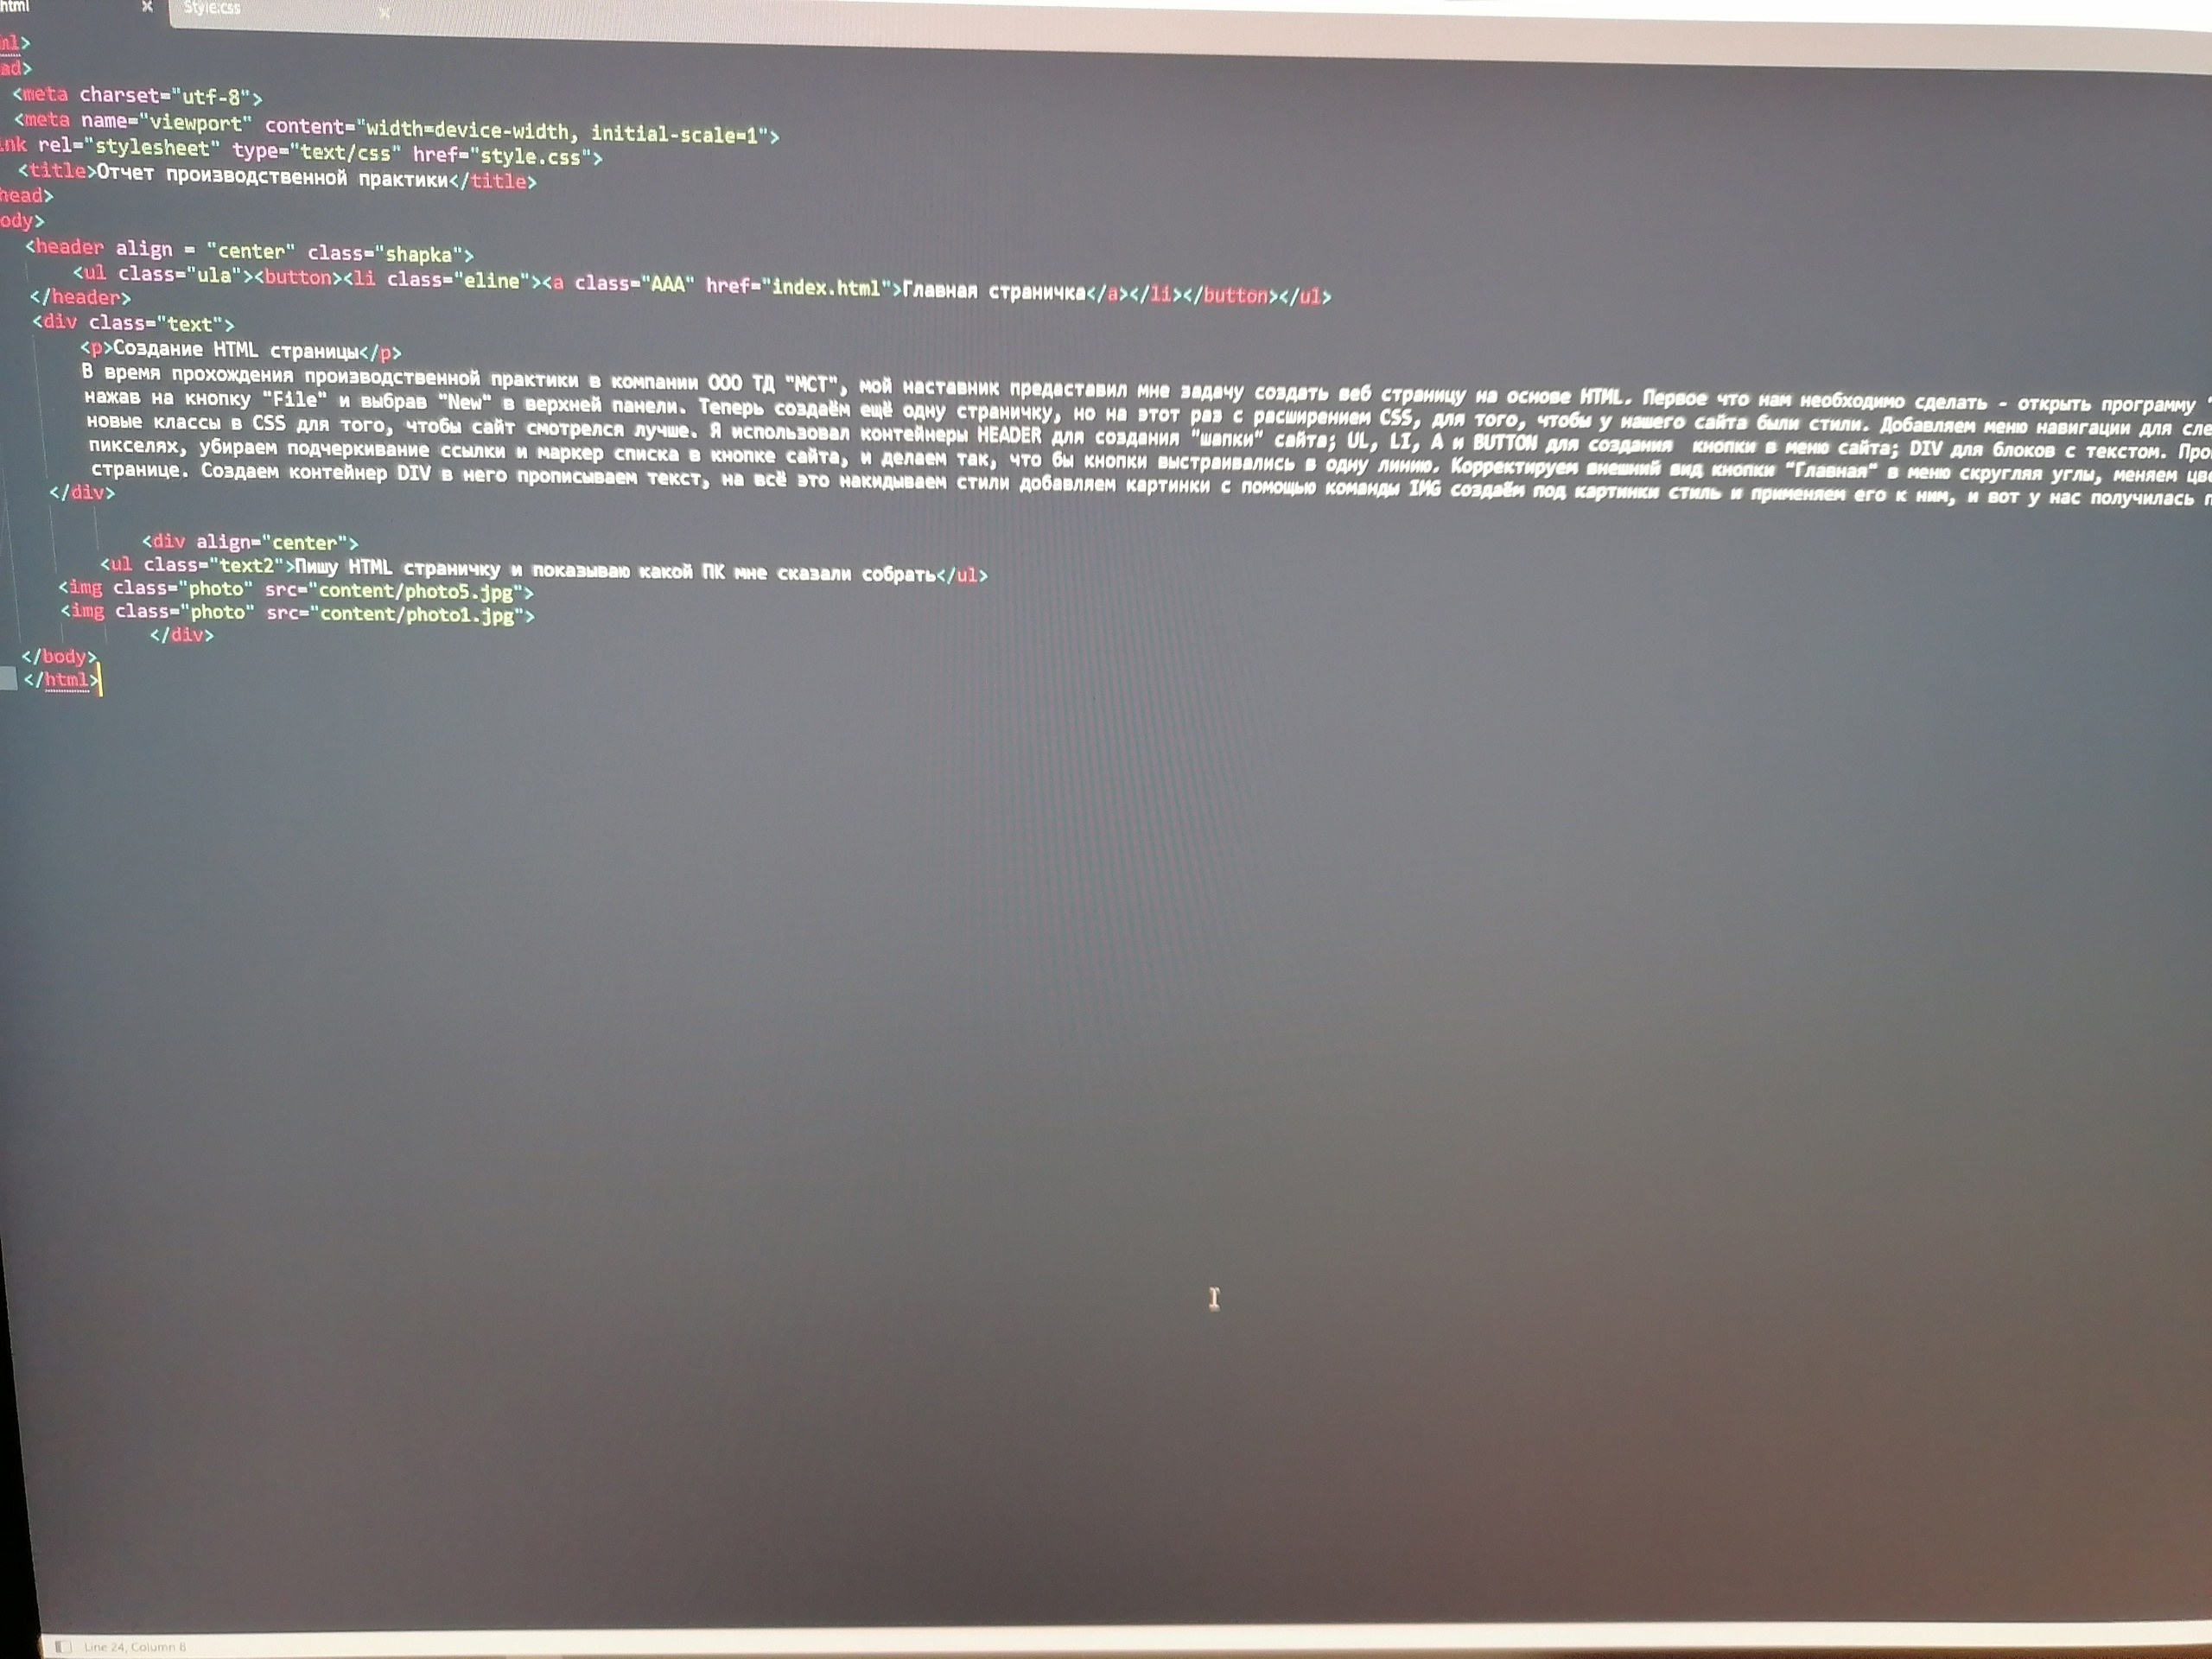 html Style.css
ml>
ad>
<meta charset="utf-8">
<meta name="viewport" content="width=device-width, initial-scale=1">
ink rel="stylesheet" type="text/css" href="style.css">
<title>Отчет производственной практики</title>
head>
ody>
<header align = "center" class="shapka">
<ul class="ula"><button><li class="eline"><a class="AAA" href="index.html">Главная страничка</a></li></button></ul>
</header>
<div class="text">
<p>Создание HTML страницы</p>
В время прохождения производственной практики в компании ООО ТД "МСТ", мой наставник предаставил мне задачу создать веб страницу на основе HTML. Первое что нам необходимо сделать - открыть программу "
нажав на кнопку "File" и выбрав "New" в верхней панели. Теперь создаём ещё одну страничку, но на этот раз с расширением CSS, для того, чтобы у нашего сайта были стили. Добавляем меню навигации для сле
новые классы в CSS для того, чтобы сайт смотрелся лучше. Я использовал контейнеры HEADER для создания "шапки" сайта; UL, LI, A и BUTTON для создания кнопки в меню сайта; DIV для блоков с текстом. Про
пикселях, убираем подчеркивание ссылки и маркер списка в кнопке сайта, и делаем так, что бы кнопки выстраивались в одну линию. Корректируем внешний вид кнопки "Главная" в меню скругляя углы, меняем цв
странице. Создаем контейнер DIV в него прописываем текст, на всё это накидываем стили добавляем картинки с помощью команды IMG создаём под картинки стиль и применяем его к ним, и вот у нас получилась п
</div>
<div align="center">
<ul class="text2">Пишу HTML страничку и показываю какой ПК мне сказали собрать</ul>
<img class="photo" src="content/photo5.jpg">
<img class="photo" src="content/photo1.jpg">
</div>
</body>
</html>
Line 24, Column 8